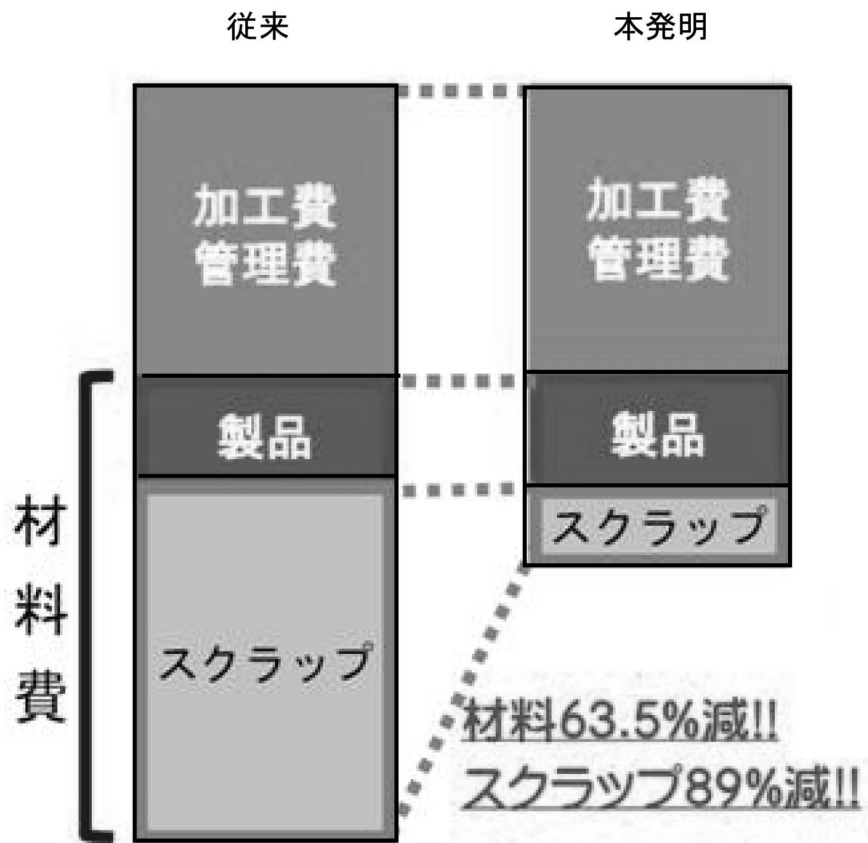 従来
本発明
加工費
管理費
加工費
管理費
製品
製品
スクラップ
スクラップ
材料費
材料63.5%減!!
スクラップ89%減!!